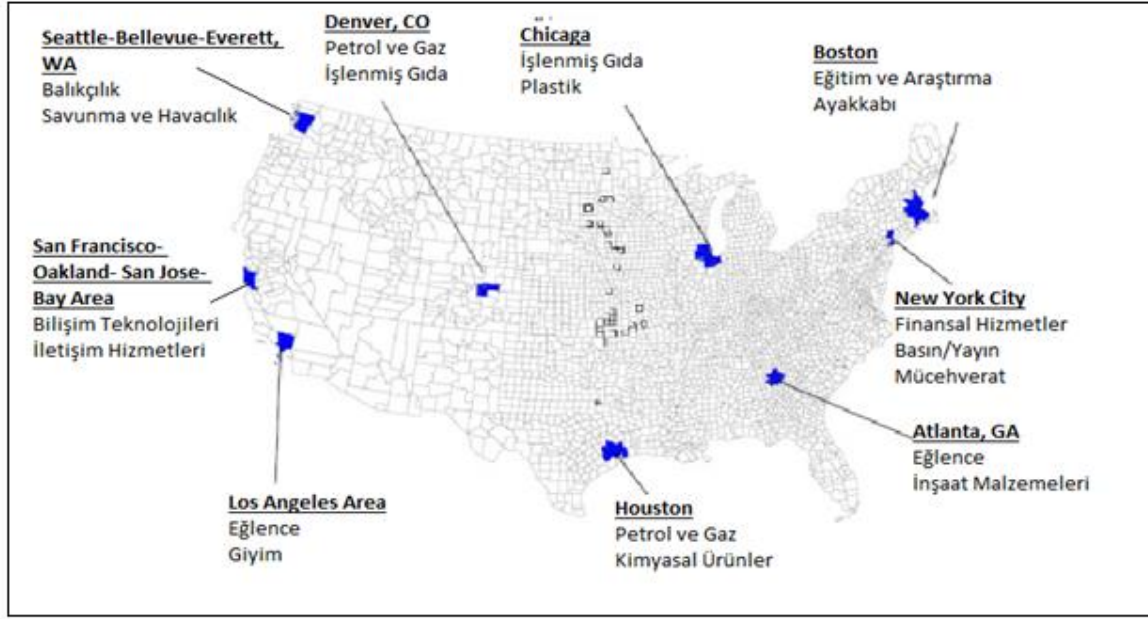 Seattle-Bellevue-Everett,
WA
Balıkçılık
Savunma ve Havacılık
Denver, CO
Petrol ve Gaz
İşlenmiş Gıda
Chicaga
İşlenmiş Gıda
Plastik
Boston
Eğitim ve Araştırma
Ayakkabı
San Francisco-
Oakland- San Jose-
Bay Area
Bilişim Teknolojileri
İletişim Hizmetleri
New York City
Finansal Hizmetler
Basın/Yayın
Mücehverat
Atlanta, GA
Eğlence
İnşaat Malzemeleri
Los Angeles Area
Eğlence
Giyim
Houston
Petrol ve Gaz
Kimyasal Ürünler